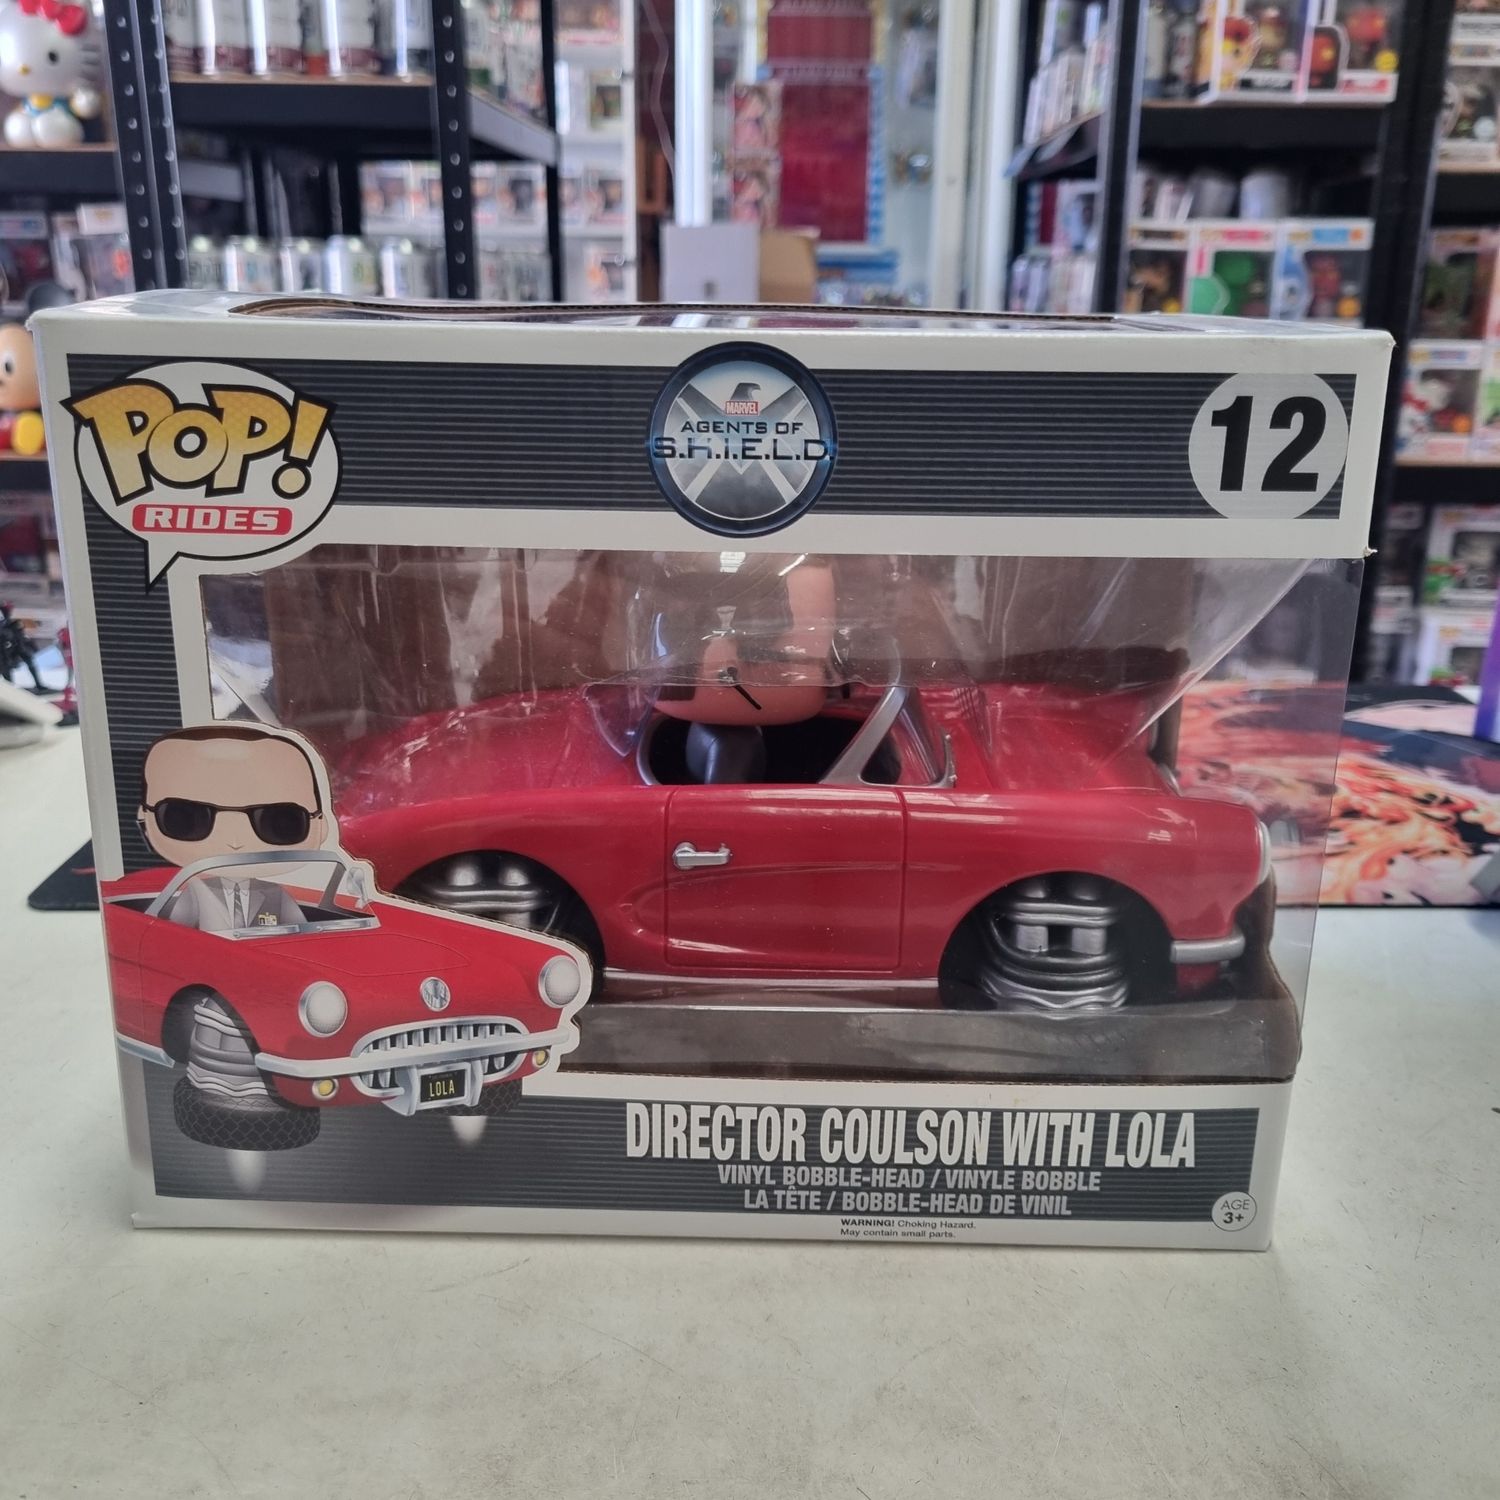 POP!
RIDES
MARVEL
AGENTS OF
S.H.I.E.L.D.
12
LOLA
DIRECTOR COULSON WITH LOLA
VINYL BOBBLE-HEAD / VINYLE BOBBLE
LA TÊTE / BOBBLE-HEAD DE VINIL
WARNING! Choking Hazard.
May contain small parts.
AGE
3+